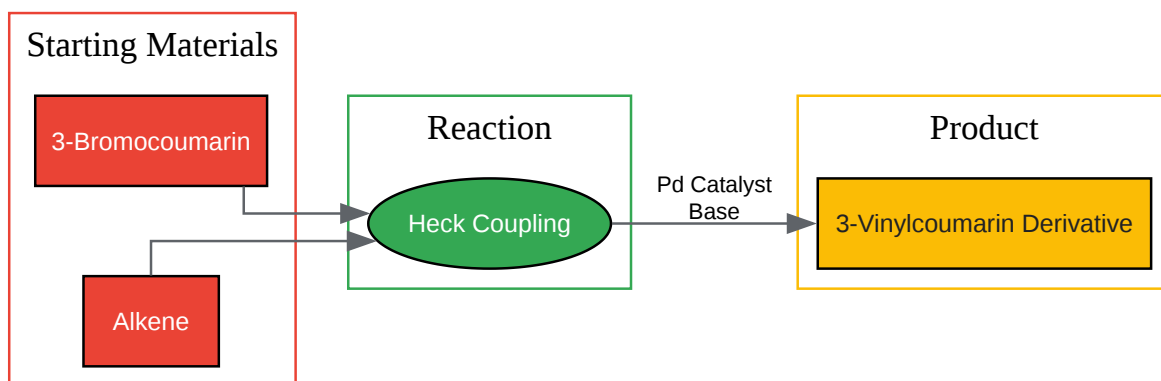 Starting Materials
3-Bromocoumarin
Alkene
Reaction
Heck Coupling
Pd Catalyst
Base
Product
3-Vinylcoumarin Derivative